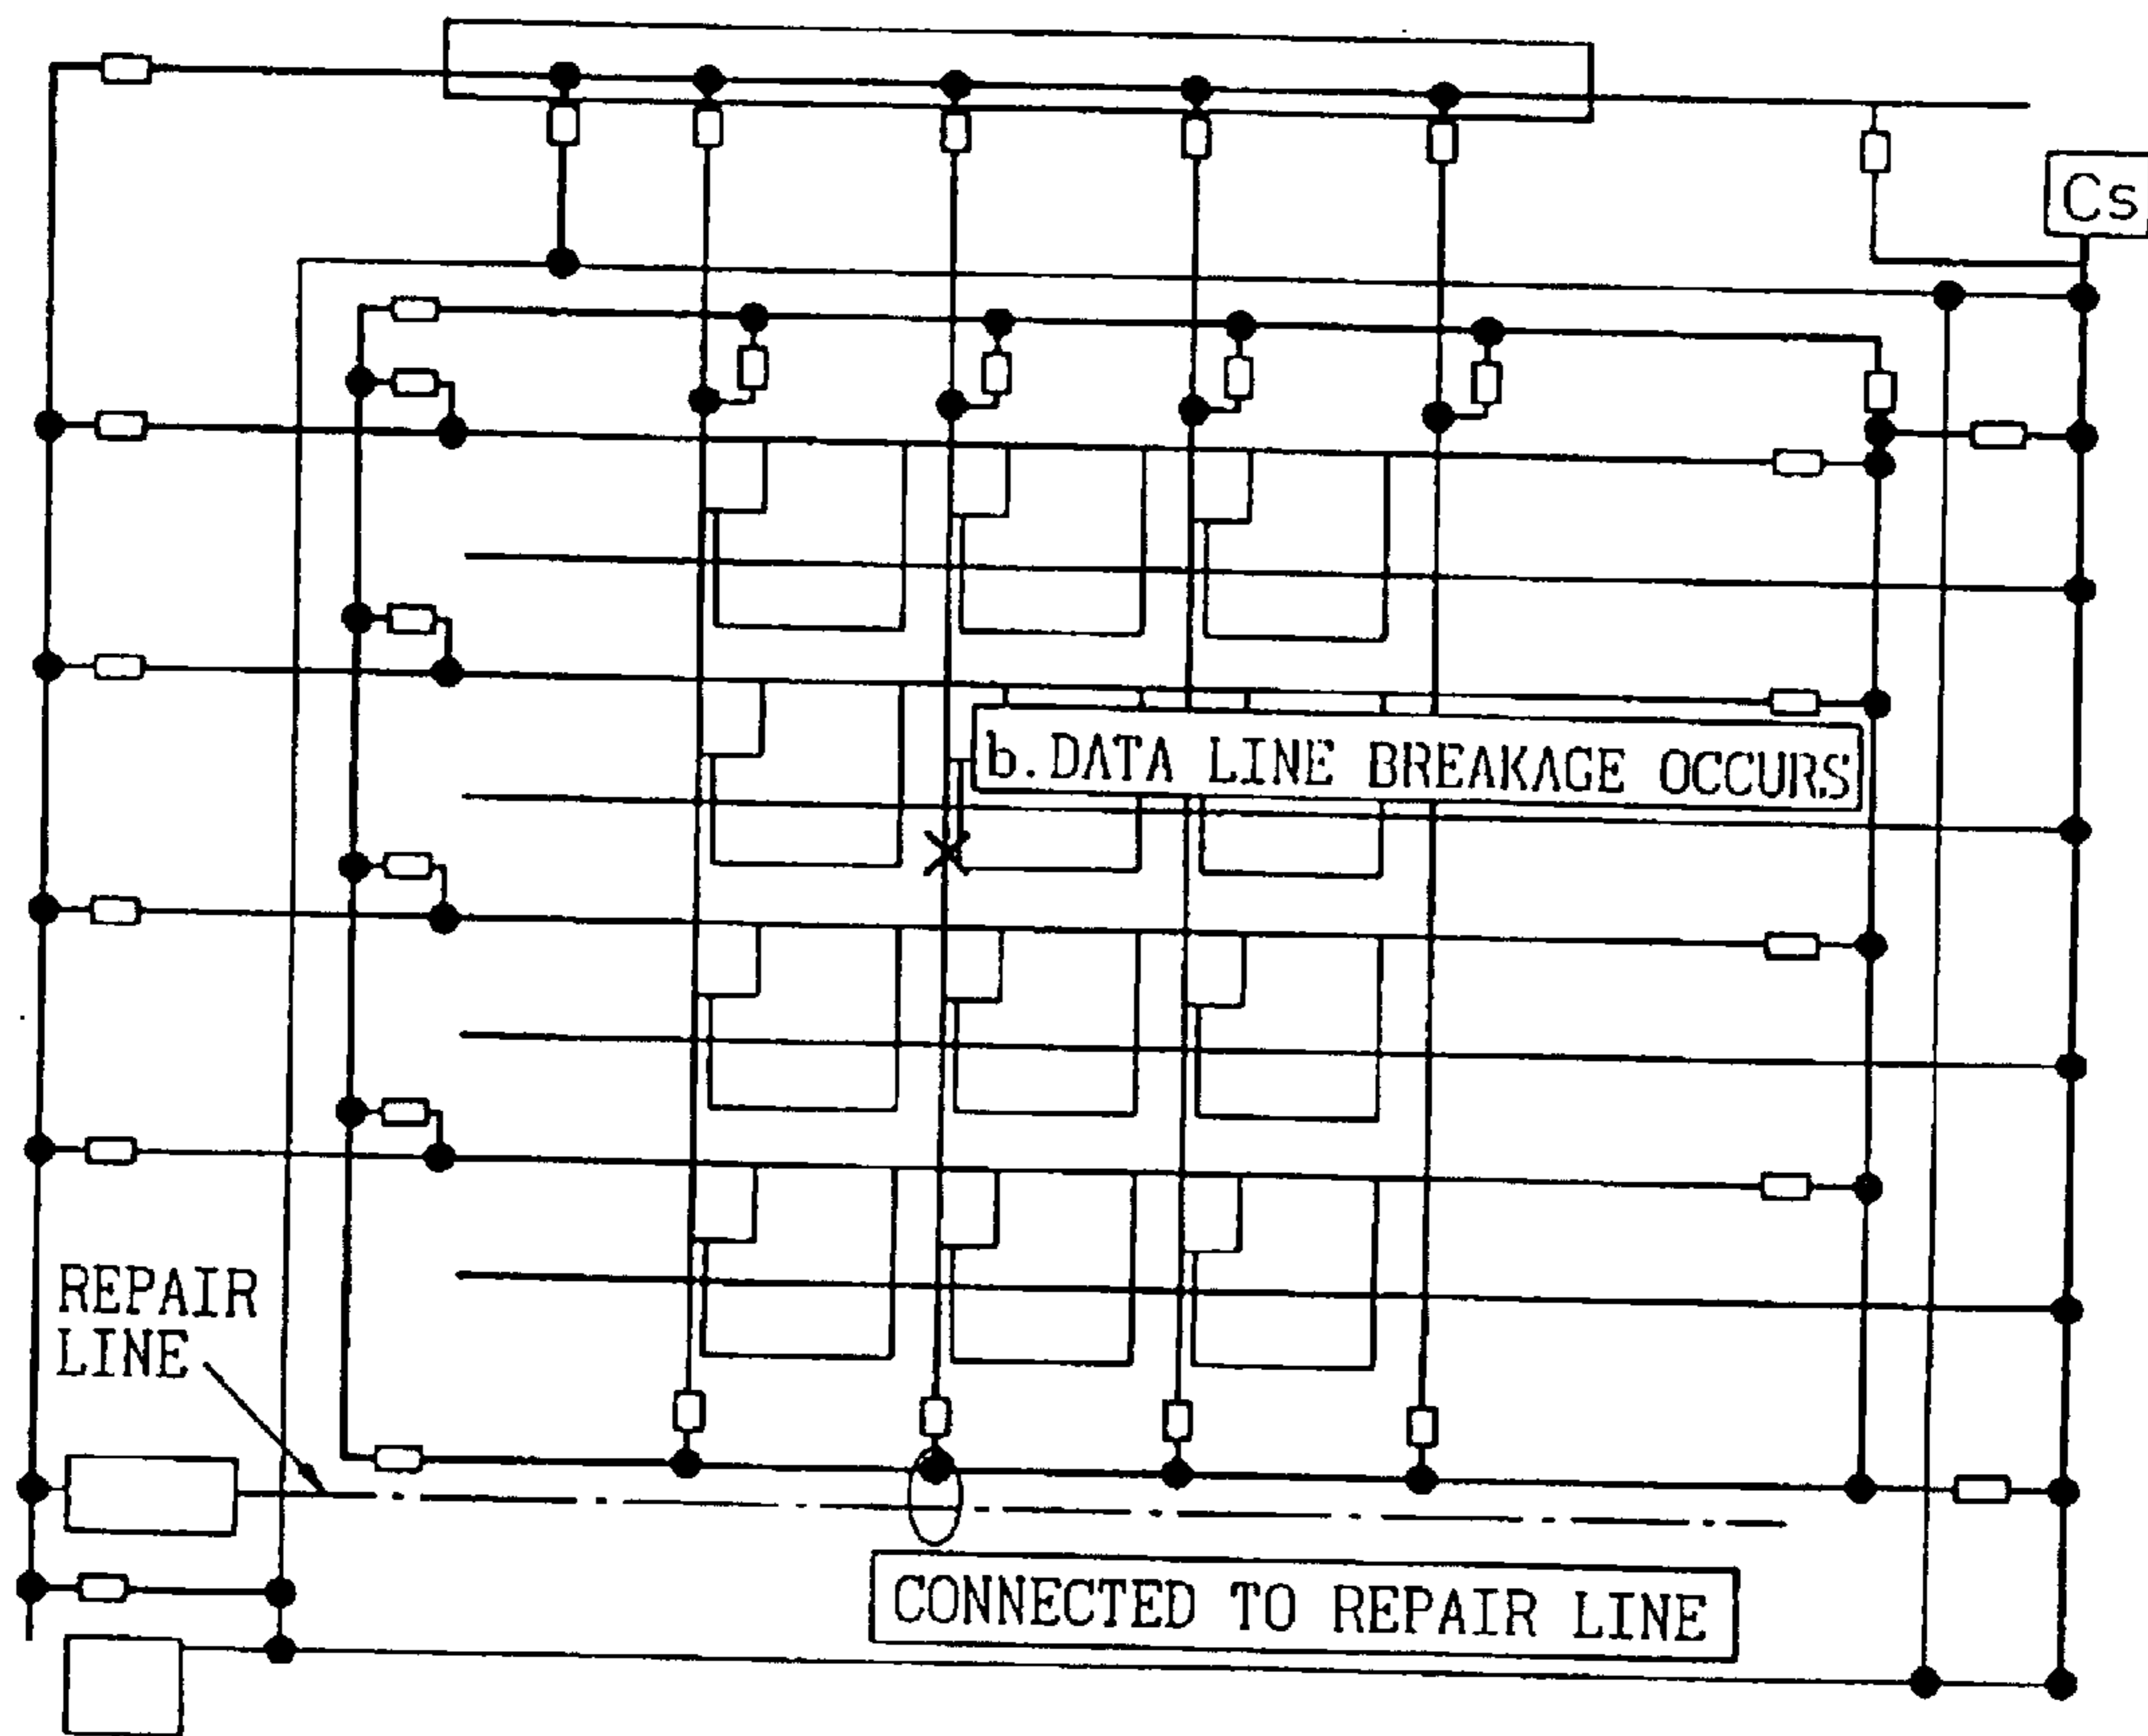 Cs
b. DATA LINE BREAKAGE OCCURS
REPAIR
LINE
CONNECTED TO REPAIR LINE